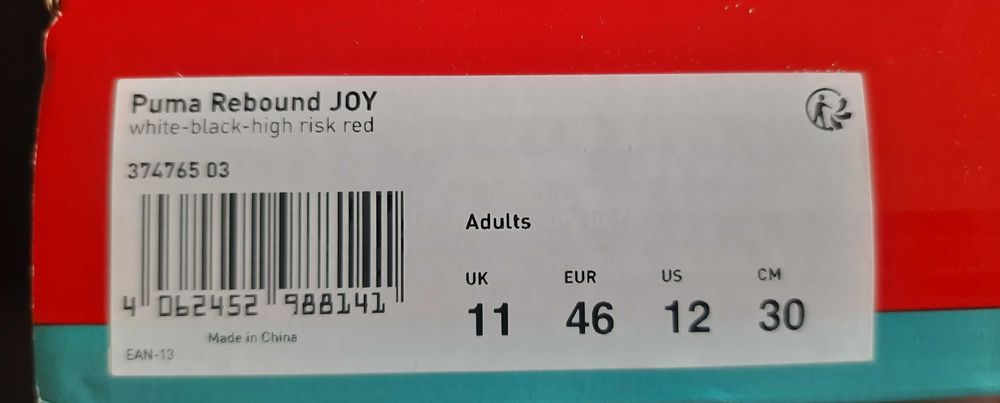 Puma Rebound JOY
white-black-high risk red
374765 03
4 062452 988141
Made in China
EAN-13
Adults
UK EUR US CM
11 46 12 30